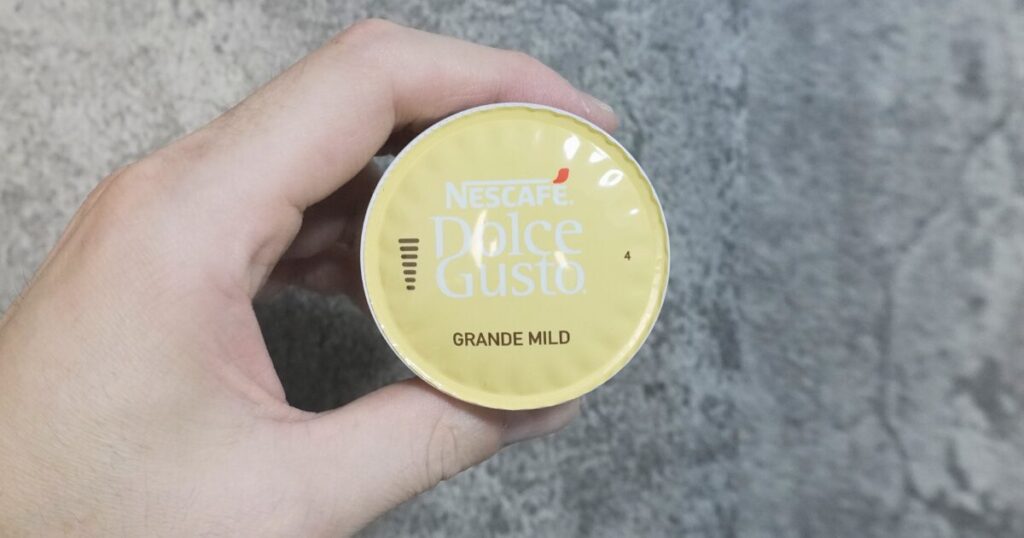 NESCAFÉ®
Dolce
Gusto®
4
GRANDE MILD